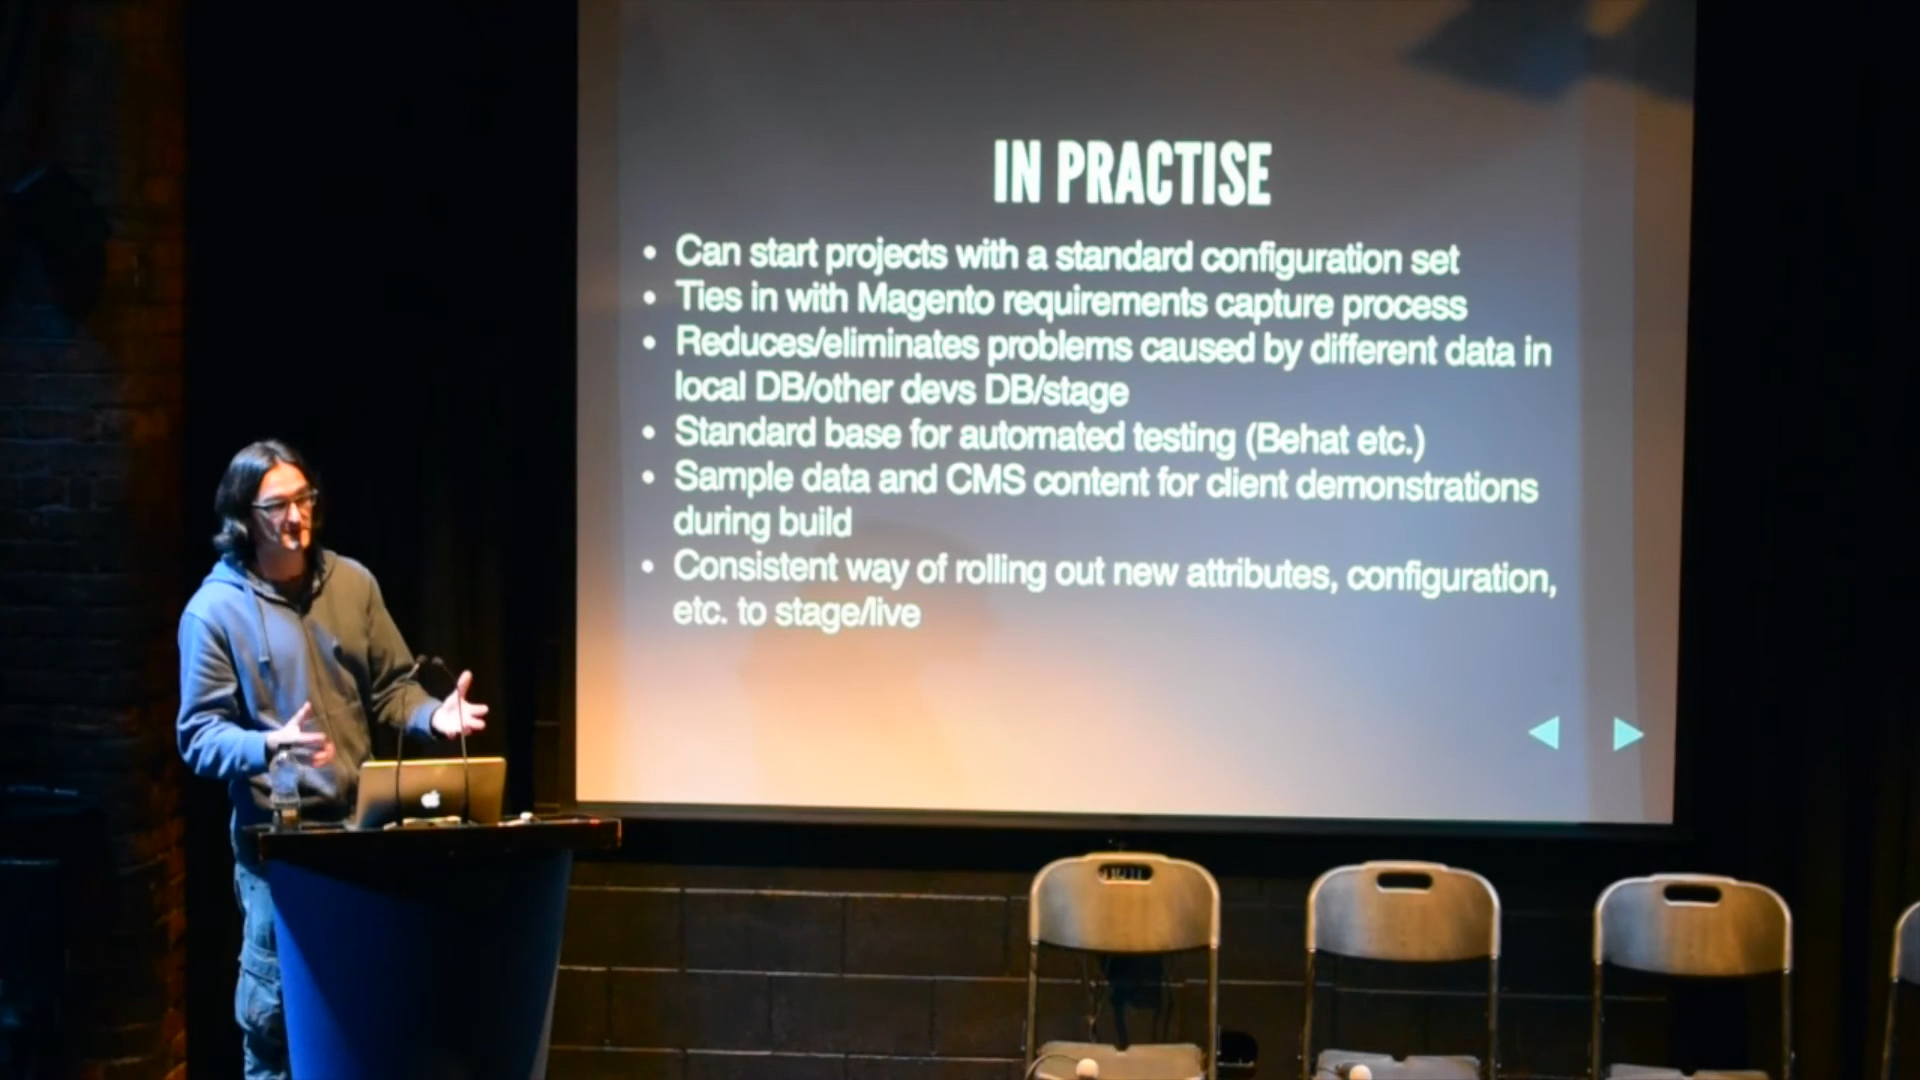 IN PRACTISE
• Can start projects with a standard configuration set
• Ties in with Magento requirements capture process
• Reduces/eliminates problems caused by different data in
local DB/other devs DB/stage
• Standard base for automated testing (Behat etc.)
• Sample data and CMS content for client demonstrations
during build
• Consistent way of rolling out new attributes, configuration,
etc. to stage/live